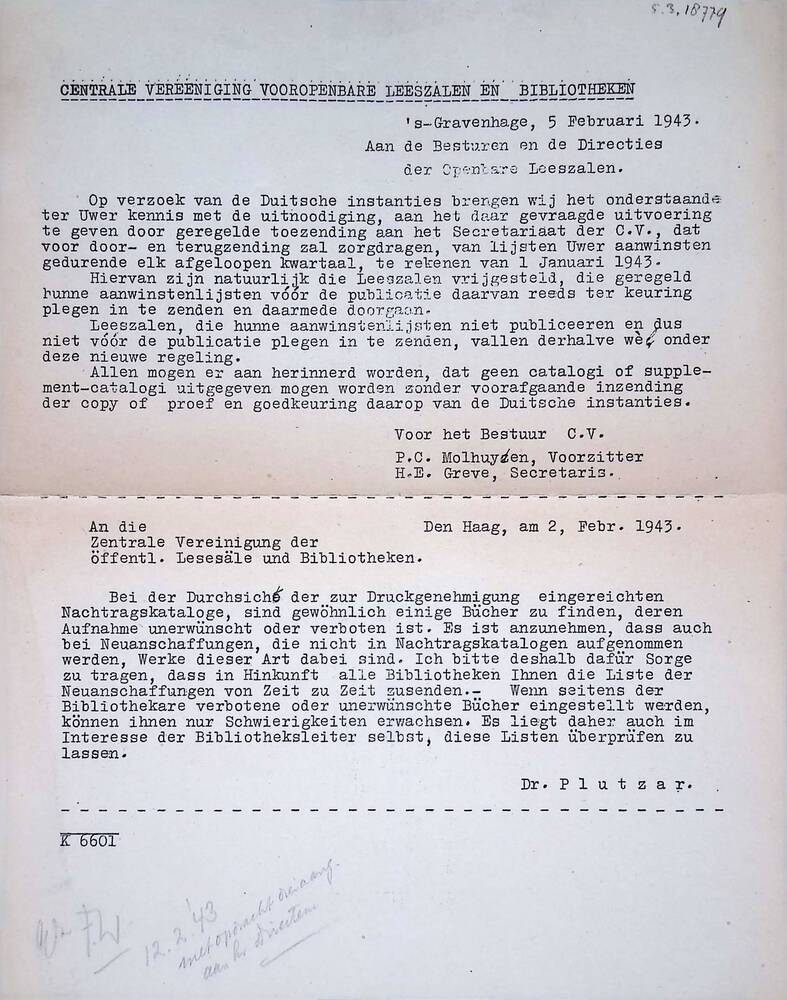 5.3.18779
CENTRALE VEREENIGING VOOROPENBARE LEESZALEN EN BIBLIOTHEKEN
's-Gravenhage, 5 Februari 1943.
Aan de Besturen en de Directies
der Openbare Leeszalen.
Op verzoek van de Duitsche instanties brengen wij het onderstaande
ter Uwer kennis met de uitnoodiging, aan het daar gevraagde uitvoering
te geven door geregelde toezending aan het Secretariaat der C.V., dat
voor door- en terugzending zal zorgdragen, van lijsten Uwer aanwinsten
gedurende elk afgeloopen kwartaal, te rekenen van 1 Januari 1943.
Hiervan zijn natuurlijk die Leeszalen vrijgesteld, die geregeld
hunne aanwinstenlijsten vóór de publicatie daarvan reeds ter keuring
plegen in te zenden en daarmede doorgaan.
Leeszalen, die hunne aanwinstenlijsten niet publiceeren en dus
niet vóór de publicatie plegen in te zenden, vallen derhalve wèl onder
deze nieuwe regeling.
Allen mogen er aan herinnerd worden, dat geen catalogi of supple-
ment-catalogi uitgegeven mogen worden zonder voorafgaande inzending
der copy of proef en goedkeuring daarop van de Duitsche instanties.
Voor het Bestuur C.V.
P.C. Molhuyden, Voorzitter
H.E. Greve, Secretaris.
An die Den Haag, am 2, Febr. 1943.
Zentrale Vereinigung der
öffentl. Lesesäle und Bibliotheken.
Bei der Durchsicht der zur Druckgenehmigung eingereichten
Nachtragskataloge, sind gewöhnlich einige Bücher zu finden, deren
Aufnahme unerwünscht oder verboten ist. Es ist anzunehmen, dass auch
bei Neuanschaffungen, die nicht in Nachtragskatalogen aufgenommen
werden, Werke dieser Art dabei sind. Ich bitte deshalb dafür Sorge
zu tragen, dass in Hinkunft alle Bibliotheken Ihnen die Liste der
Neuanschaffungen von Zeit zu Zeit zusenden.- Wenn seitens der
Bibliothekare verbotene oder unerwünschte Bücher eingestellt werden,
können ihnen nur Schwierigkeiten erwachsen. Es liegt daher auch im
Interesse der Bibliotheksleiter selbst, diese Listen überprüfen zu
lassen.
Dr. P l u t z a r.
K 6601
12.2.'43
met opdracht
aan